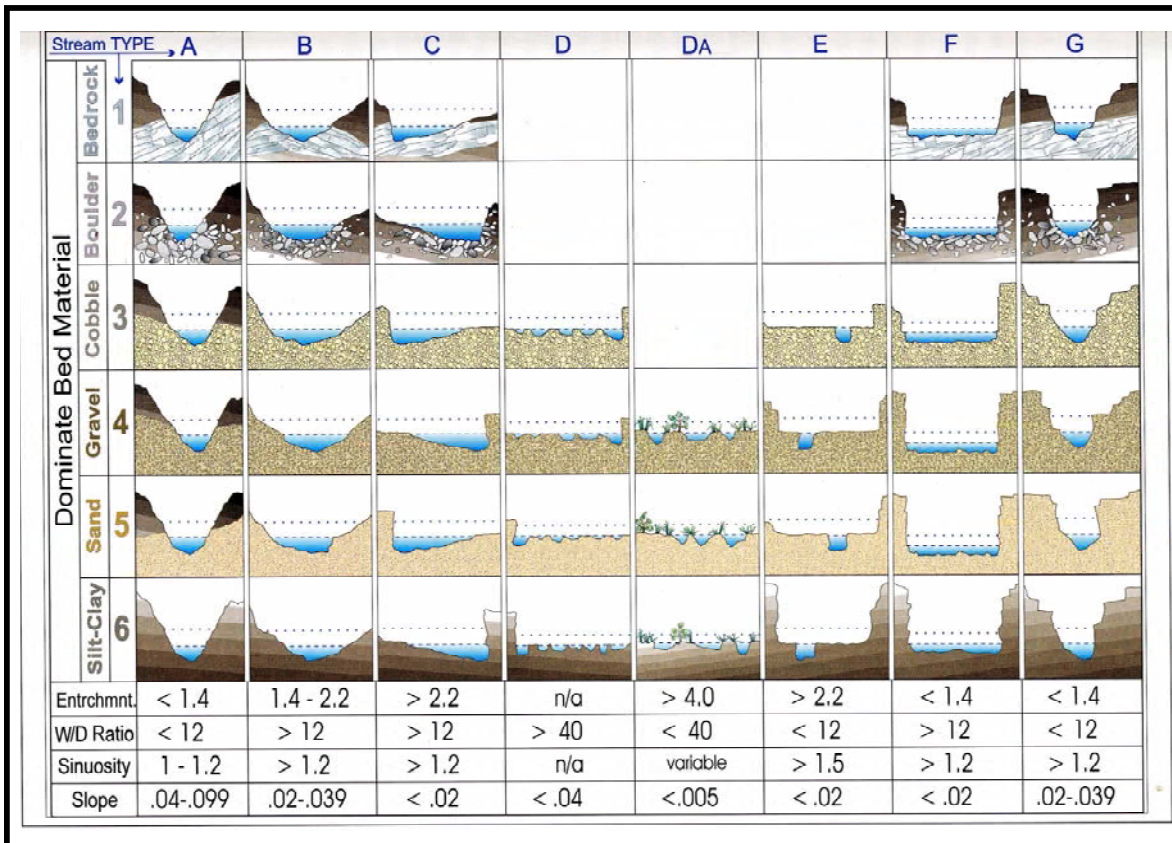 Stream TYPE A B C D DA E F G
Dominate Bed Material
Bedrock 1
Boulder 2
Cobble 3
Gravel 4
Sand 5
Silt-Clay 6
Entrchmnt. < 1.4 1.4 - 2.2 > 2.2 n/a > 4.0 > 2.2 < 1.4 < 1.4
W/D Ratio < 12 > 12 > 12 > 40 < 40 < 12 > 12 < 12
Sinuosity 1 - 1.2 > 1.2 > 1.2 n/a variable > 1.5 > 1.2 > 1.2
Slope .04-.099 .02-.039 < .02 < .04 <.005 < .02 < .02 .02-.039